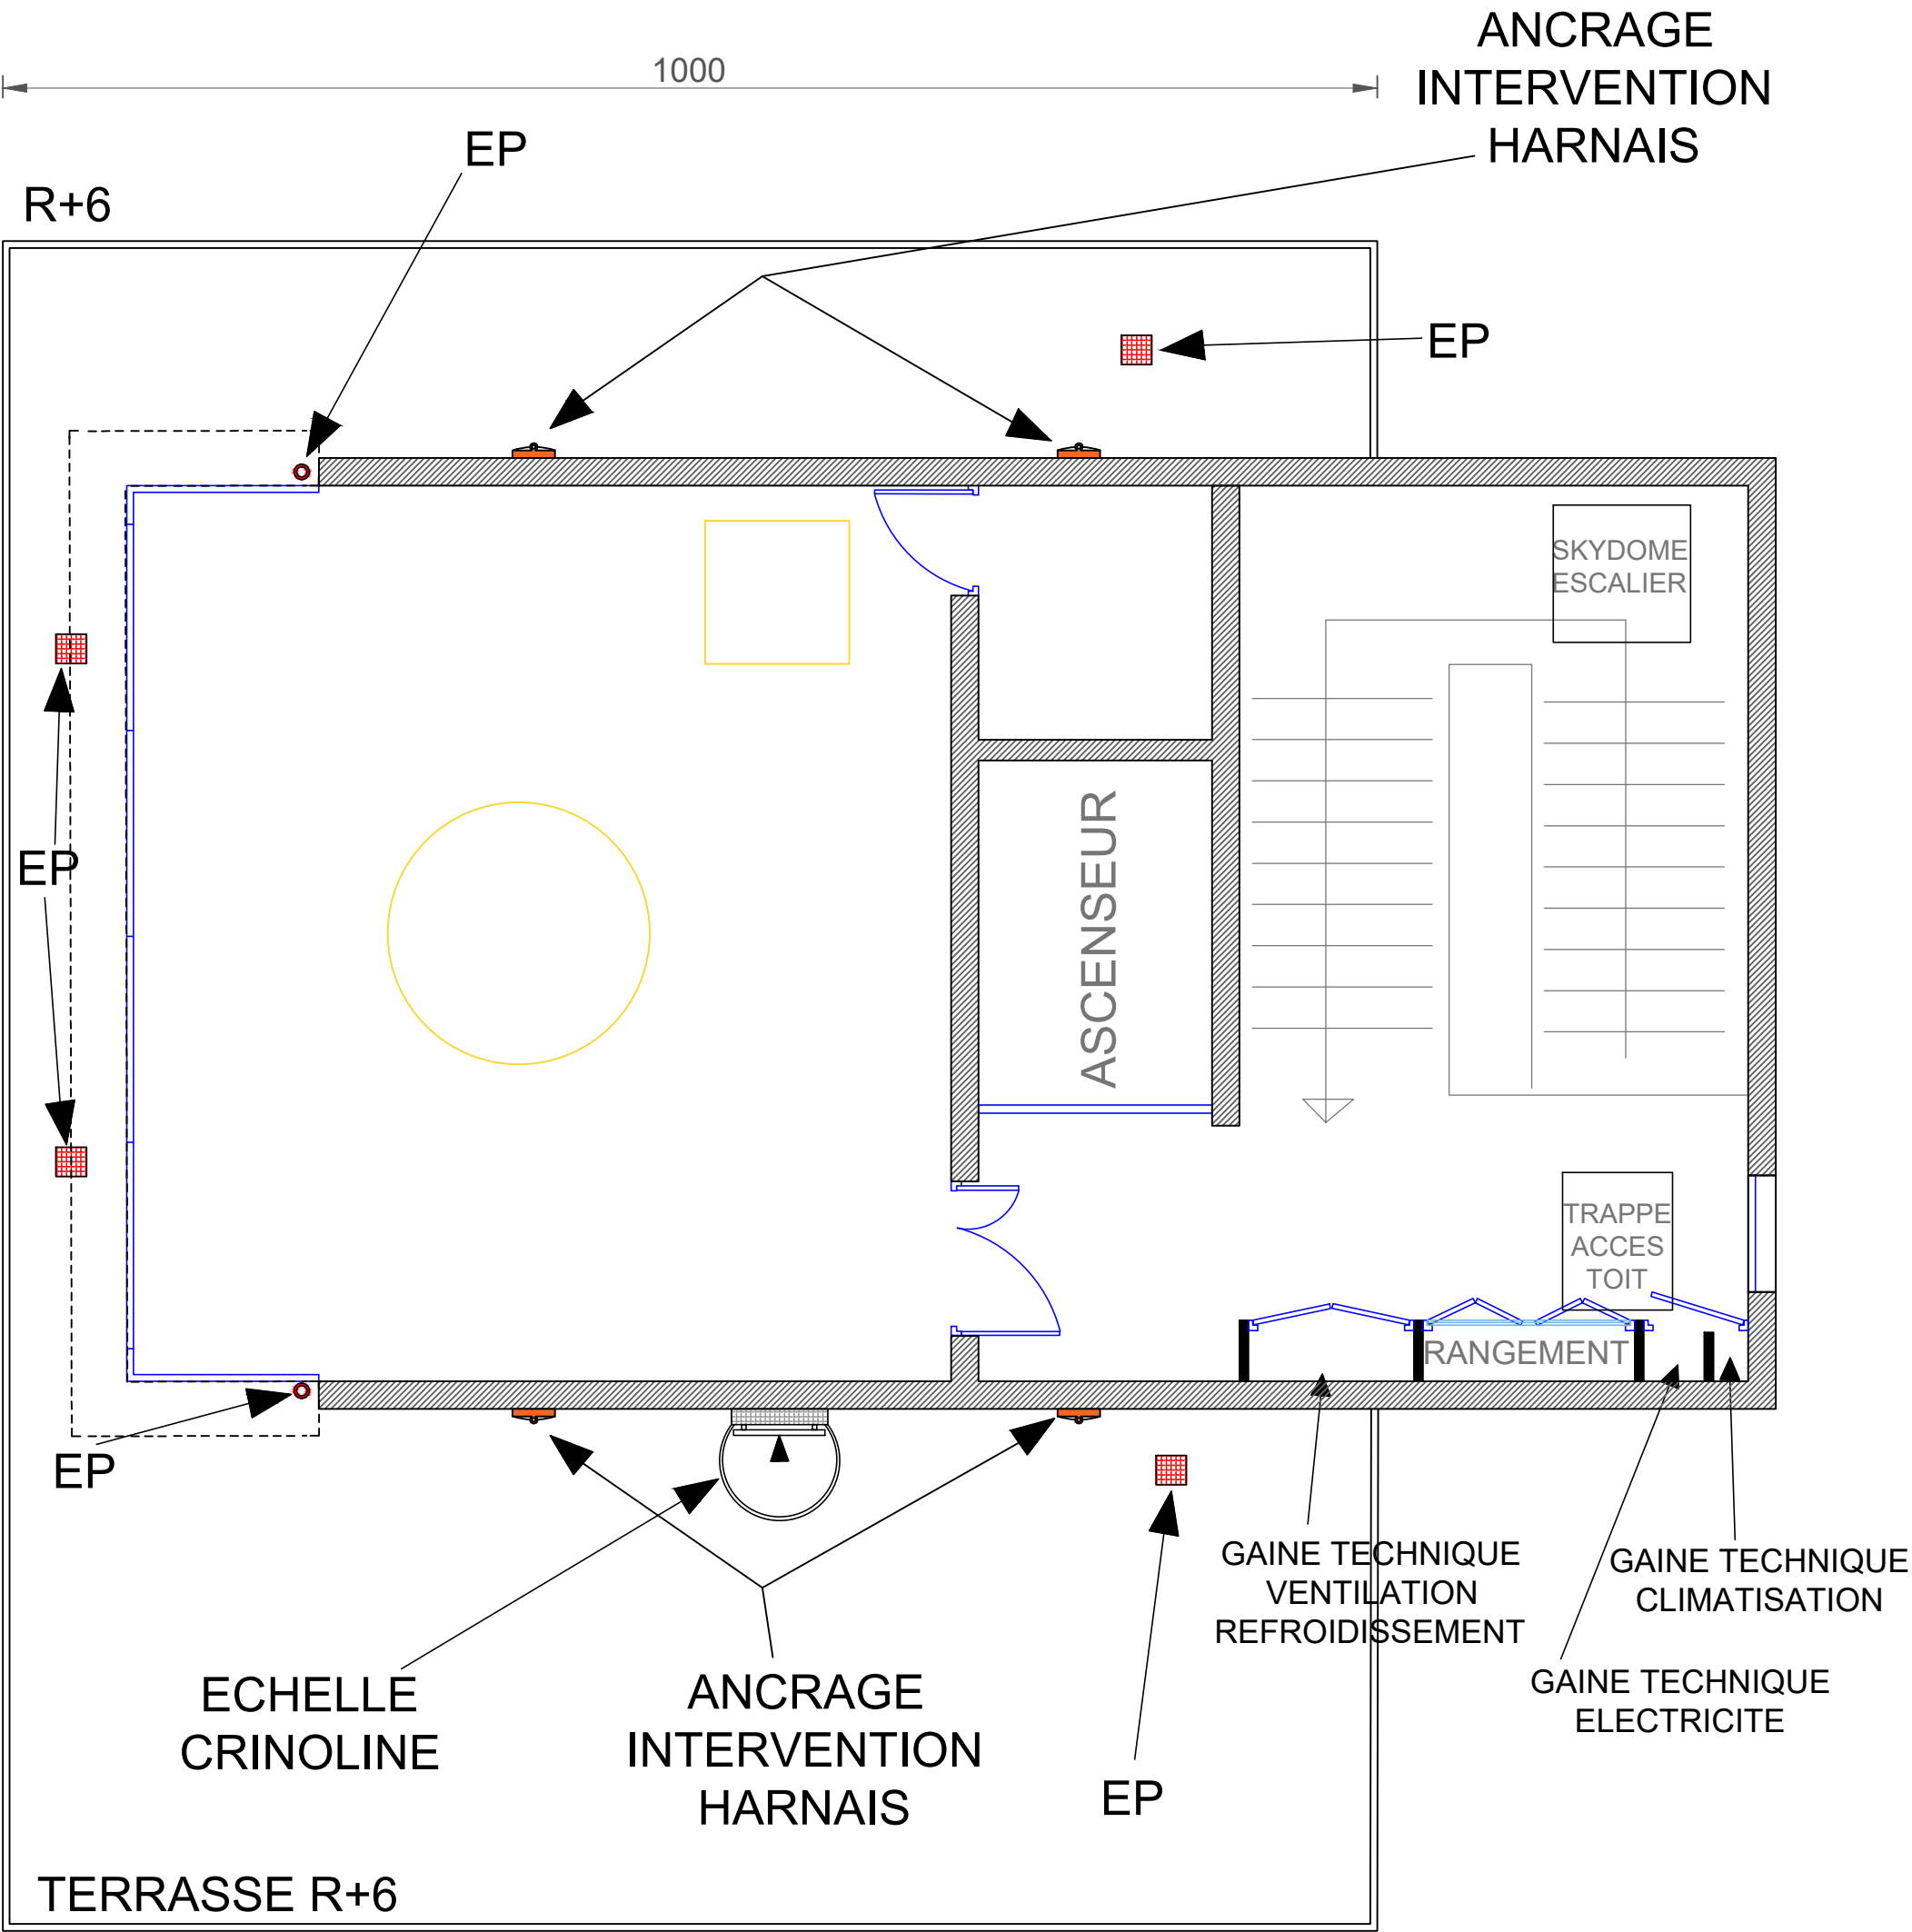 ANCRAGE
INTERVENTION
HARNAIS
1000
EP
R+6
EP
SKYDOME
ESCALIER
EP
ASCENSEUR
TRAPPE
ACCES
TOIT
RANGEMENT
EP
GAINE TECHNIQUE
VENTILATION
REFROIDISSEMENT
GAINE TECHNIQUE
CLIMATISATION
GAINE TECHNIQUE
ELECTRICITE
ECHELLE
CRINOLINE
ANCRAGE
INTERVENTION
HARNAIS
EP
TERRASSE R+6